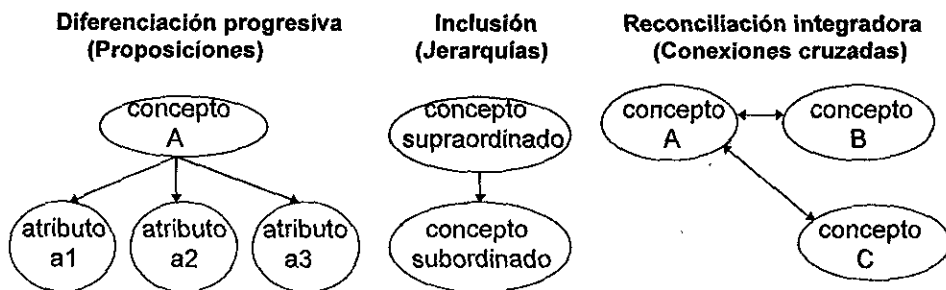 Diferenciación progresiva
(Proposiciones)
concepto
A
atributo
a1
atributo
a2
atributo
a3
Inclusión
(Jerarquías)
concepto
supraordinado
concepto
subordinado
Reconciliación integradora
(Conexiones cruzadas)
concepto
A
concepto
B
concepto
C